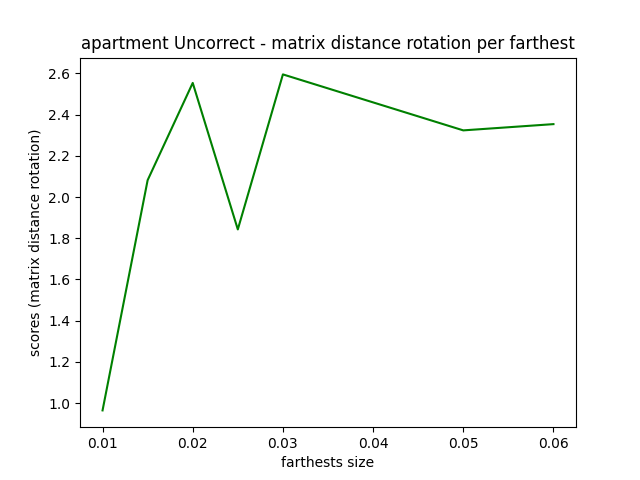 apartment Uncorrect - matrix distance rotation per farthest
2.6
2.4
2.2
2.0
1.8
1.6
1.4
1.2
1.0
scores (matrix distance rotation)
0.01 0.02 0.03 0.04 0.05 0.06
farthests size